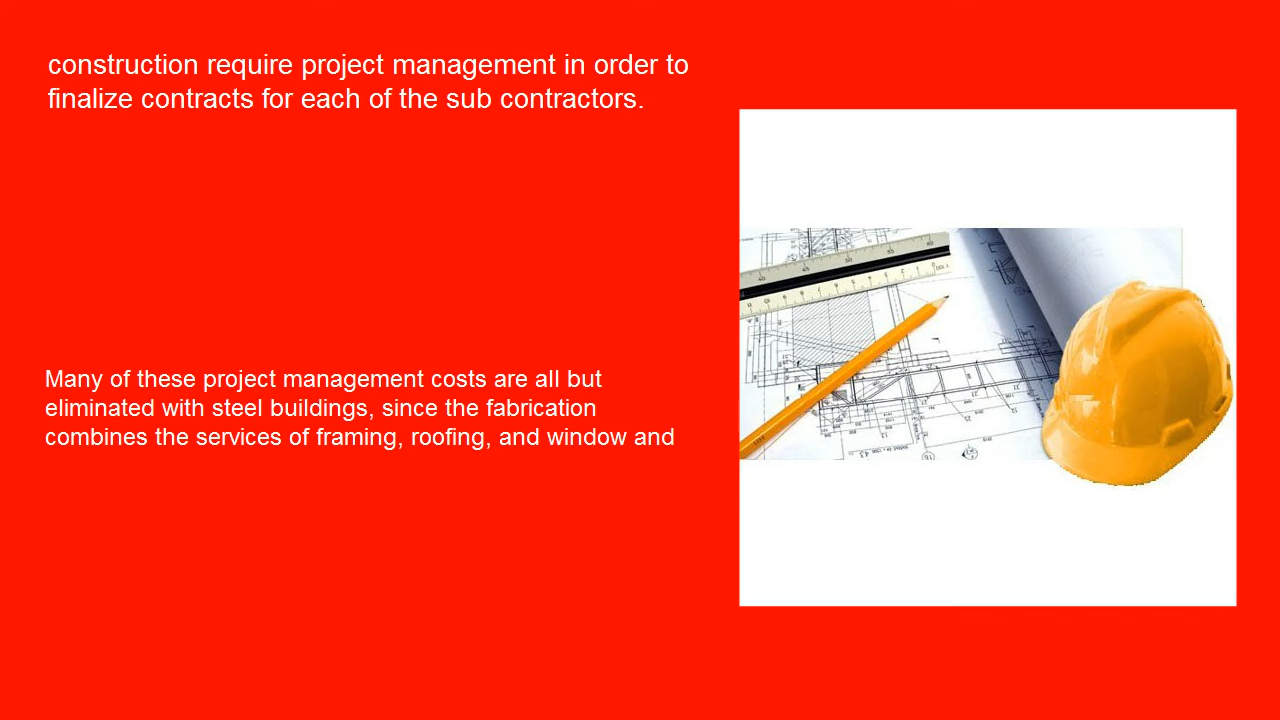 construction require project management in order to
finalize contracts for each of the sub contractors.
Many of these project management costs are all but
eliminated with steel buildings, since the fabrication
combines the services of framing, roofing, and window and